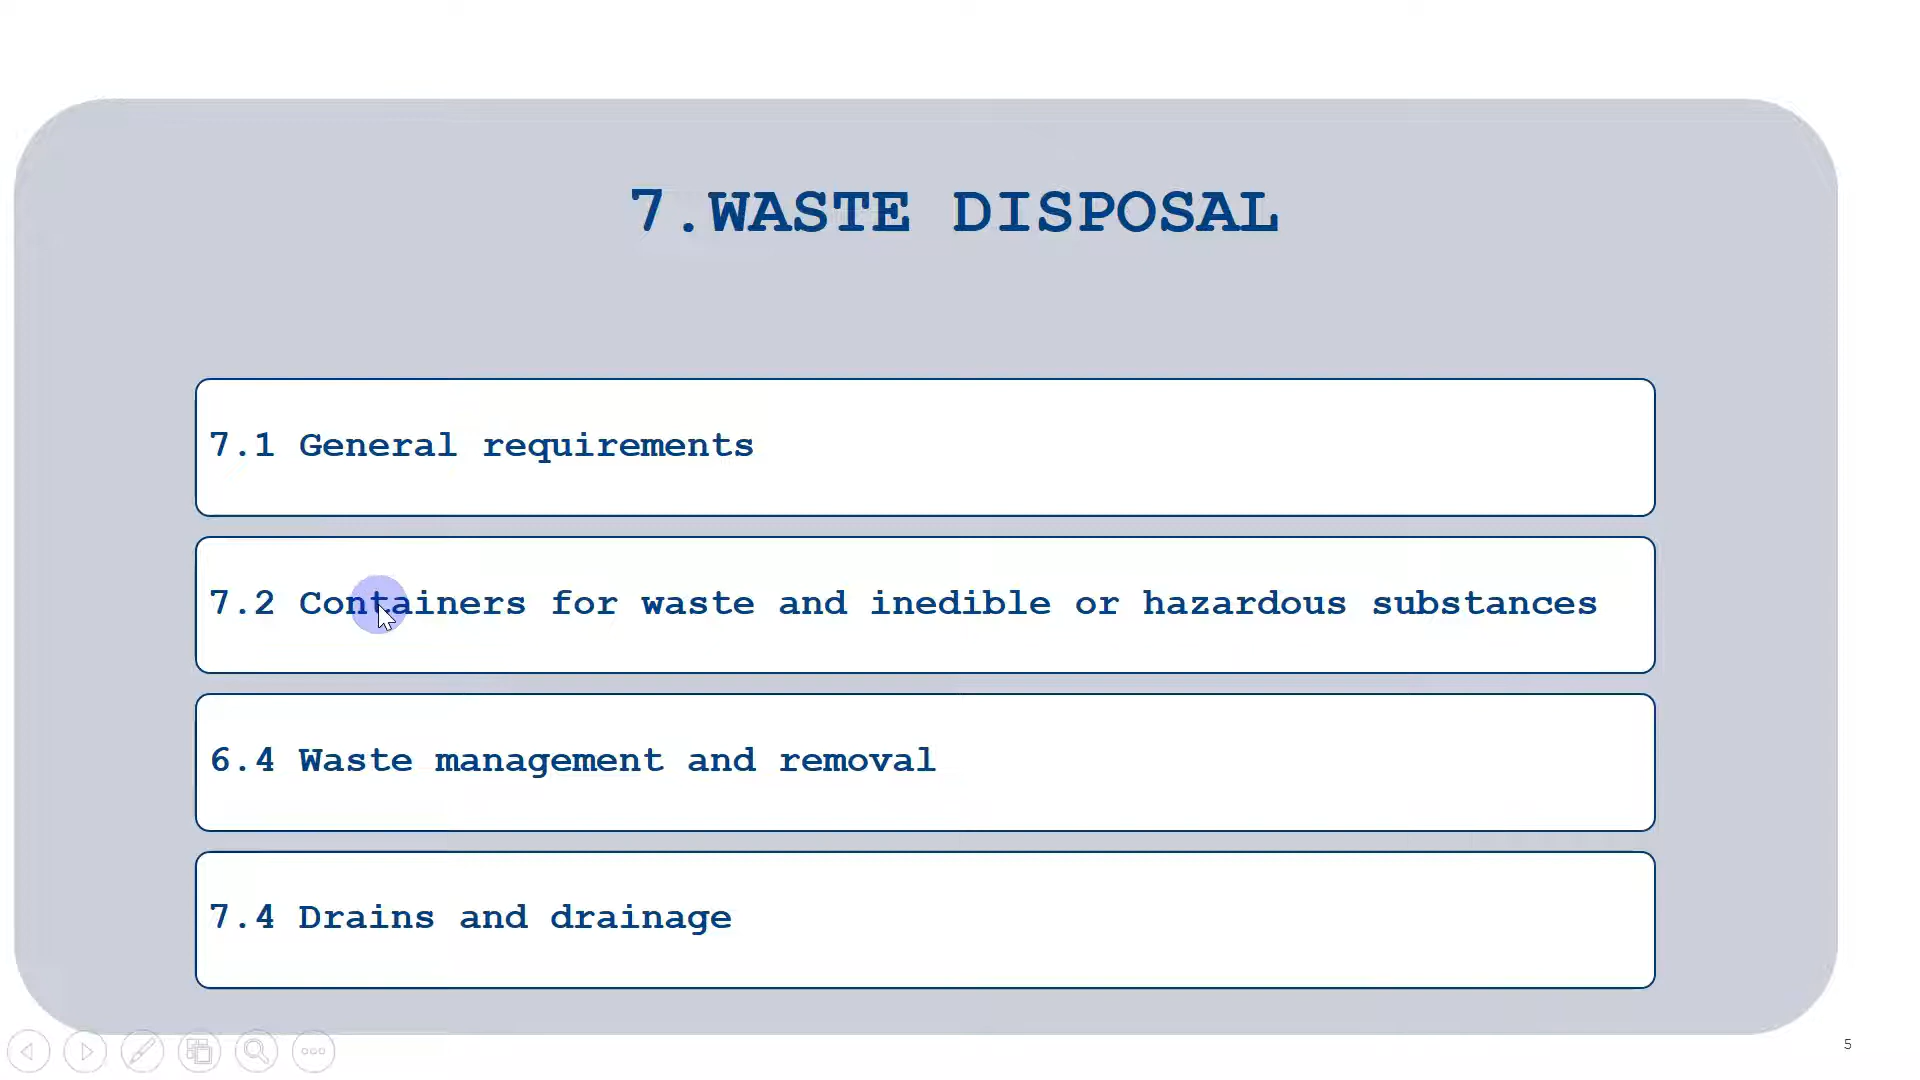 7.WASTE DISPOSAL
7.1 General requirements
7.2 Containers for waste and inedible or hazardous substances
6.4 Waste management and removal
7.4 Drains and drainage
5